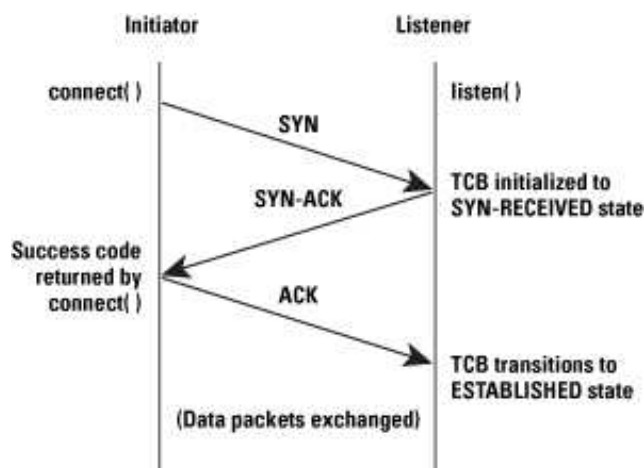 Initiator
Listener
connect( )
listen( )
SYN
TCB initialized to
SYN-RECEIVED state
SYN-ACK
Success code
returned by
connect( )
ACK
TCB transitions to
ESTABLISHED state
(Data packets exchanged)